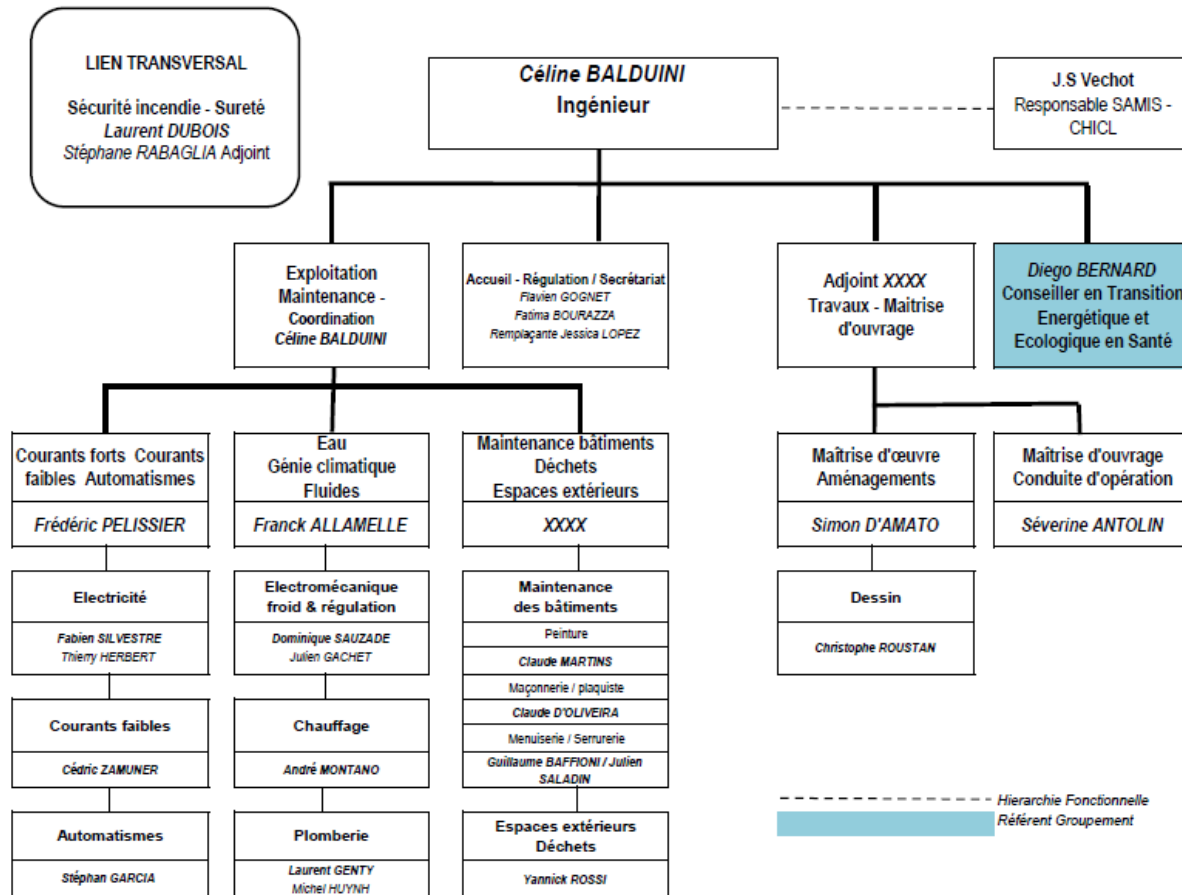 LIEN TRANSVERSAL
Sécurité incendie - Sureté
Laurent DUBOIS
Stéphane RABAGLIA Adjoint
Céline BALDUINI
Ingénieur
J.S Vechot
Responsable SAMIS -
CHICL
Exploitation
Maintenance -
Coordination
Céline BALDUINI
Accueil - Régulation / Secrétariat
Flavien GOGNET
Fatima BOURAZZA
Remplaçante Jessica LOPEZ
Adjoint XXXX
Travaux - Maitrise
d'ouvrage
Diego BERNARD
Conseiller en Transition
Energétique et
Ecologique en Santé
Courants forts Courants
faibles Automatismes
Frédéric PELISSIER
Eau
Génie climatique
Fluides
Franck ALLAMELLE
Maintenance bâtiments
Déchets
Espaces extérieurs
XXXX
Maîtrise d'œuvre
Aménagements
Simon D'AMATO
Maîtrise d'ouvrage
Conduite d'opération
Séverine ANTOLIN
Electricité
Fabien SILVESTRE
Thierry HERBERT
Electromécanique
froid & régulation
Dominique SAUZADE
Julien GACHET
Maintenance
des bâtiments
Peinture
Claude MARTINS
Maçonnerie / plaquiste
Claude D'OLIVEIRA
Menuiserie / Serrurerie
Guillaume BAFFIONI / Julien
SALADIN
Dessin
Christophe ROUSTAN
Courants faibles
Cédric ZAMUNER
Chauffage
André MONTANO
Automatismes
Stéphan GARCIA
Plomberie
Laurent GENTY
Michel HUYNH
Espaces extérieurs
Déchets
Yannick ROSSI
Hierarchie Fonctionnelle
Référent Groupement